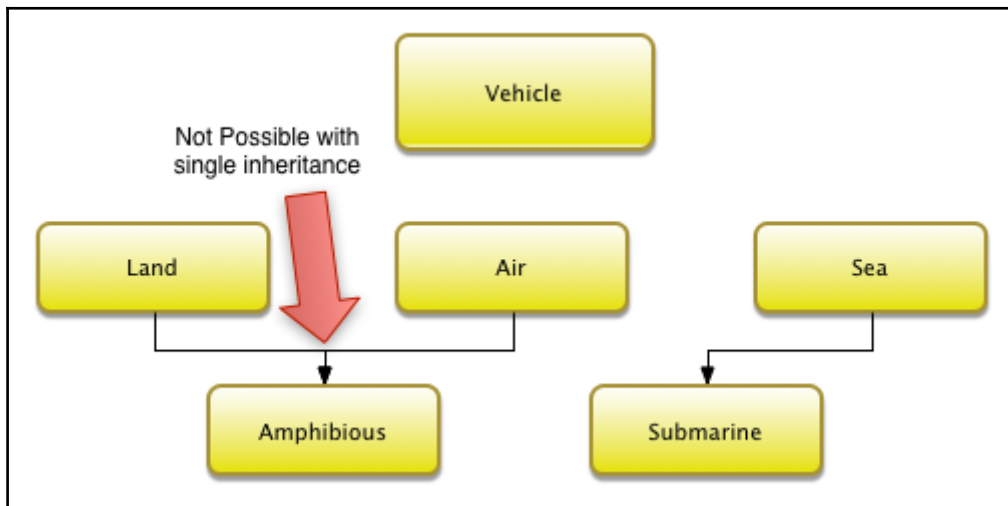 Vehicle
Not Possible with
single inheritance
Land
Air
Sea
Amphibious
Submarine